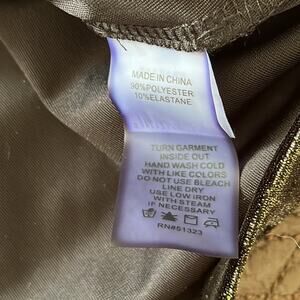 MADE IN CHINA
90%POLYESTER
10%ELASTANE
TURN GARMENT
INSIDE OUT
HAND WASH COLD
WITH LIKE COLORS
DO NOT USE BLEACH
LINE DRY
USE LOW IRON
WITH STEAM
IF NECESSARY
RN#51323